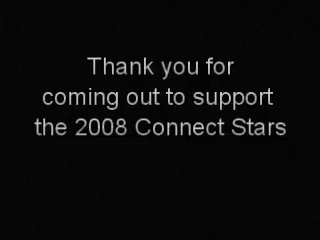 Thank you for
coming out to support
the 2008 Connect Stars